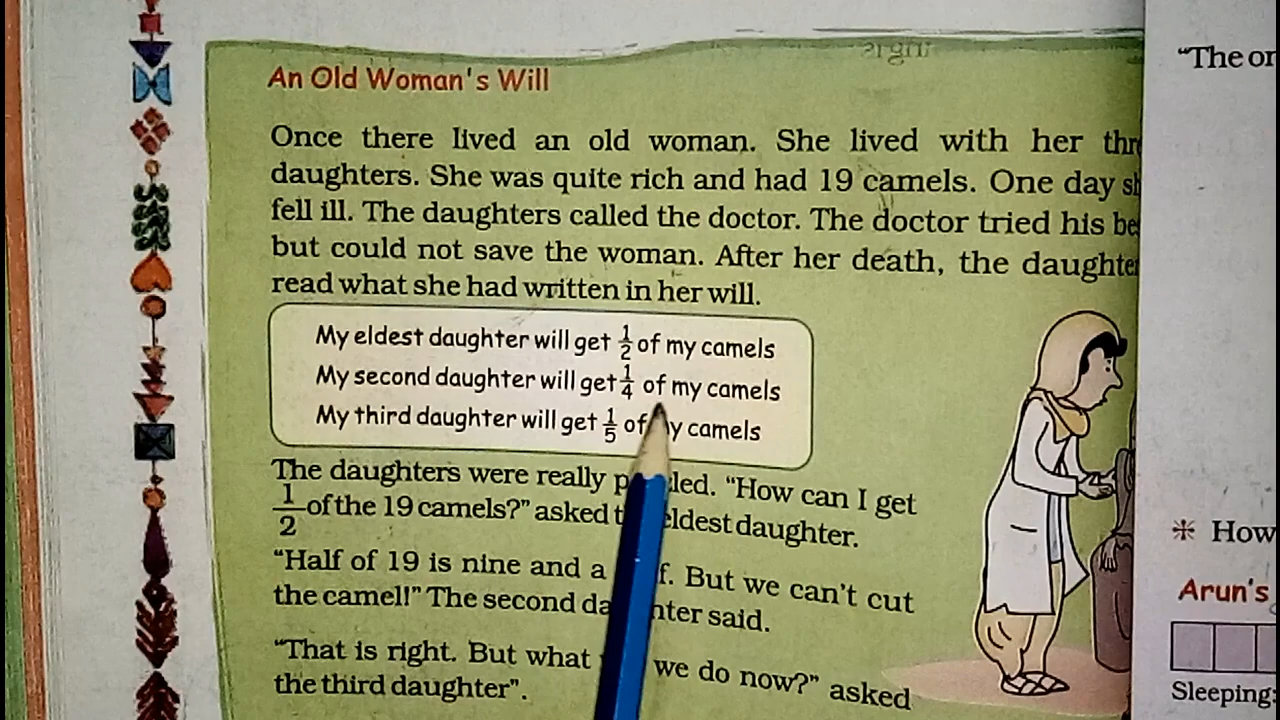 An Old Woman's Will
Once there lived an old woman. She lived with her
daughters. She was quite rich and had 19 camels. One day
fell ill. The daughters called the doctor. The doctor tried his
but could not save the woman. After her death, the
read what she had written in her will.
My eldest daughter will get 1/2 of my camels
My second daughter will get 1/4 of my camels
My third daughter will get 1/5 of my camels
The daughters were really puzzled. "How can I get
1/2 of the 19 camels?" asked the eldest daughter.
"Half of 19 is nine and a half. But we can't cut
the camel!" The second daughter said.
"That is right. But what we do now?" asked
the third daughter".
"The
How
Arun's
Sleeping: